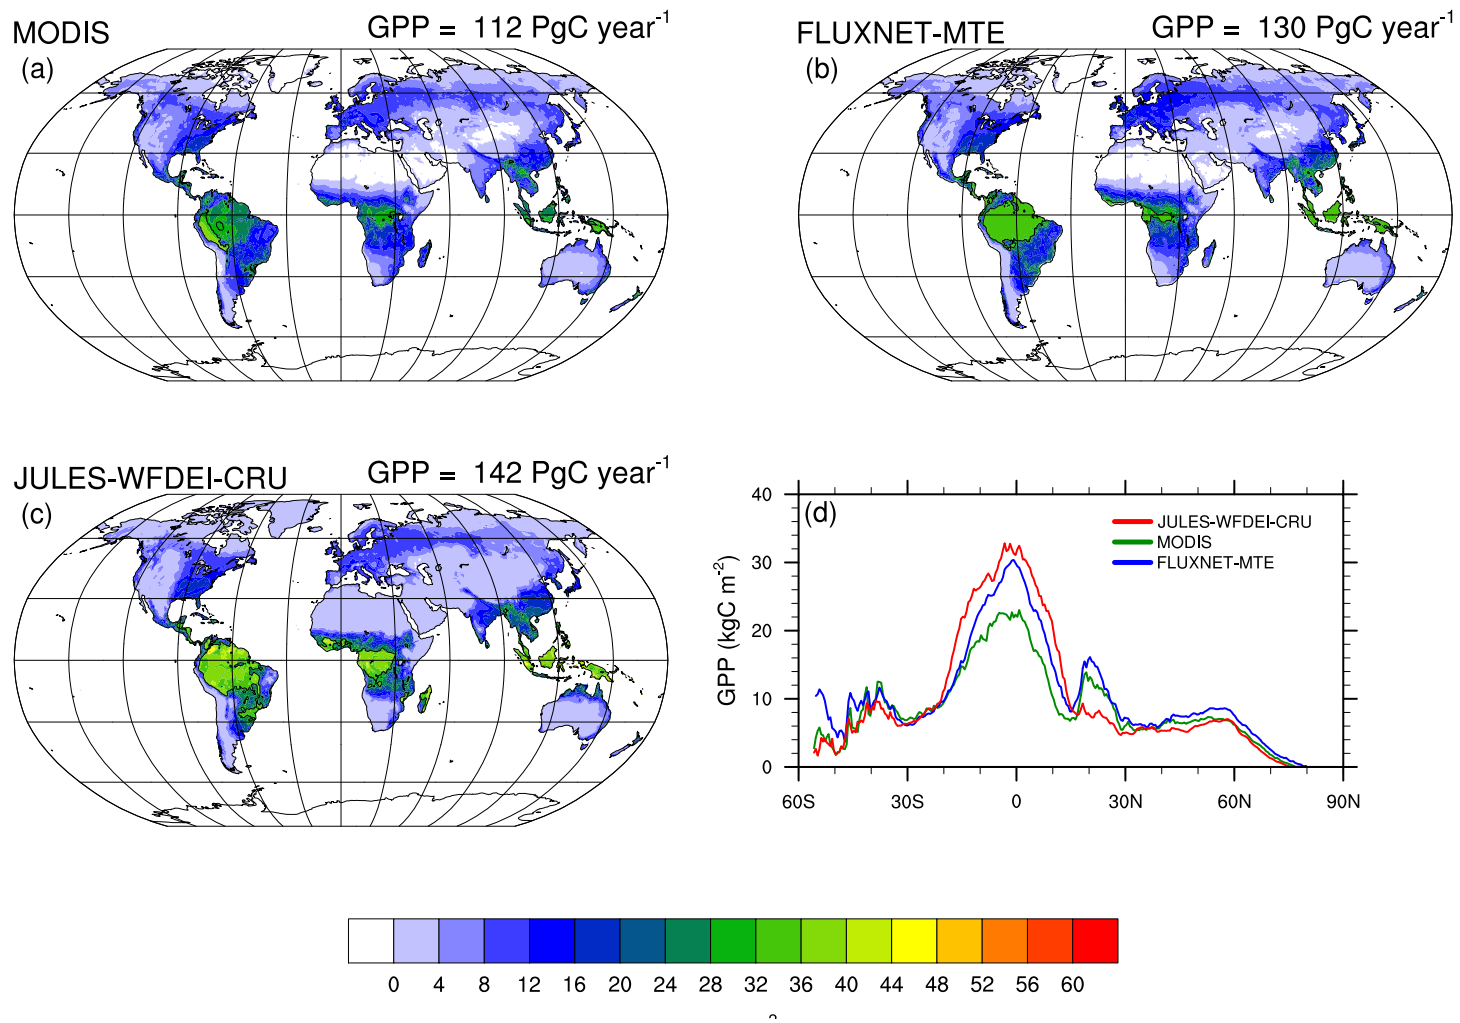 MODIS GPP = 112 PgC year-1
(a)
FLUXNET-MTE GPP = 130 PgC year-1
(b)
JULES-WFDEI-CRU GPP = 142 PgC year-1
(c)
(d)
JULES-WFDEI-CRU
MODIS
FLUXNET-MTE
GPP (kgC m-2)
40
30
20
10
0
60S 30S 0 30N 60N 90N
0 4 8 12 16 20 24 28 32 36 40 44 48 52 56 60